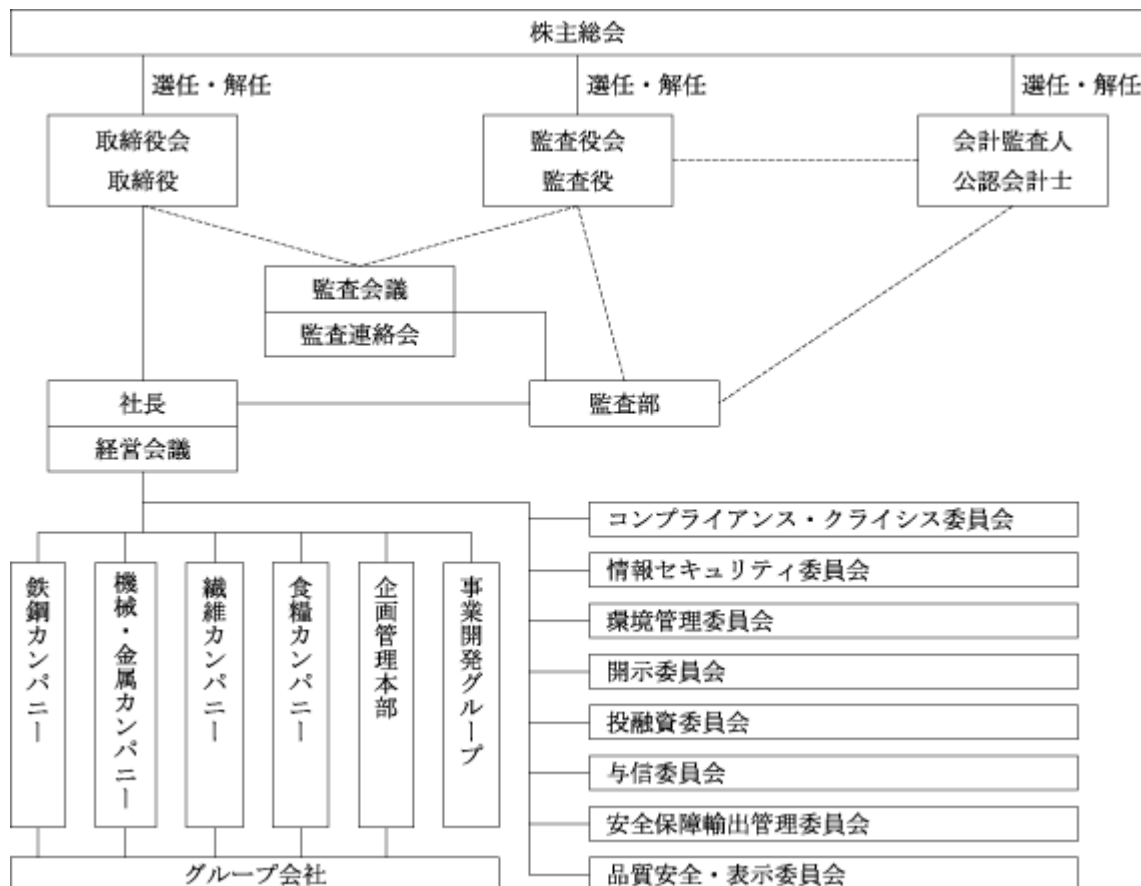 株主総会
選任・解任
選任・解任
選任・解任
取締役会
取締役
監査役会
監査役
会計監査人
公認会計士
監査会議
監査連絡会
社長
経営会議
監査部
鉄鋼カンパニー
機械・金属カンパニー
繊維カンパニー
食糧カンパニー
企画管理本部
事業開発グループ
グループ会社
コンプライアンス・クライシス委員会
情報セキュリティ委員会
環境管理委員会
開示委員会
投融資委員会
与信委員会
安全保障輸出管理委員会
品質安全・表示委員会